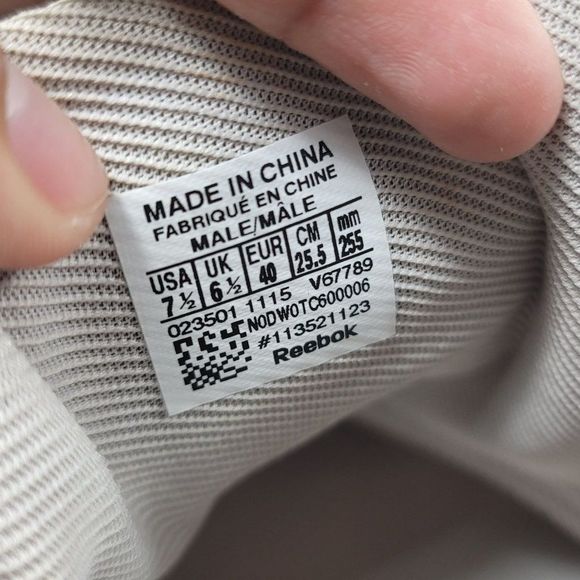 MADE IN CHINA
FABRIQUÉ EN CHINE
MALE/MÂLE
USA UK EUR CM mm
7 ½ 6 ½ 40 25.5 255
023501 1115 V67789
N0DW0TC600006
#113521123
Reebok